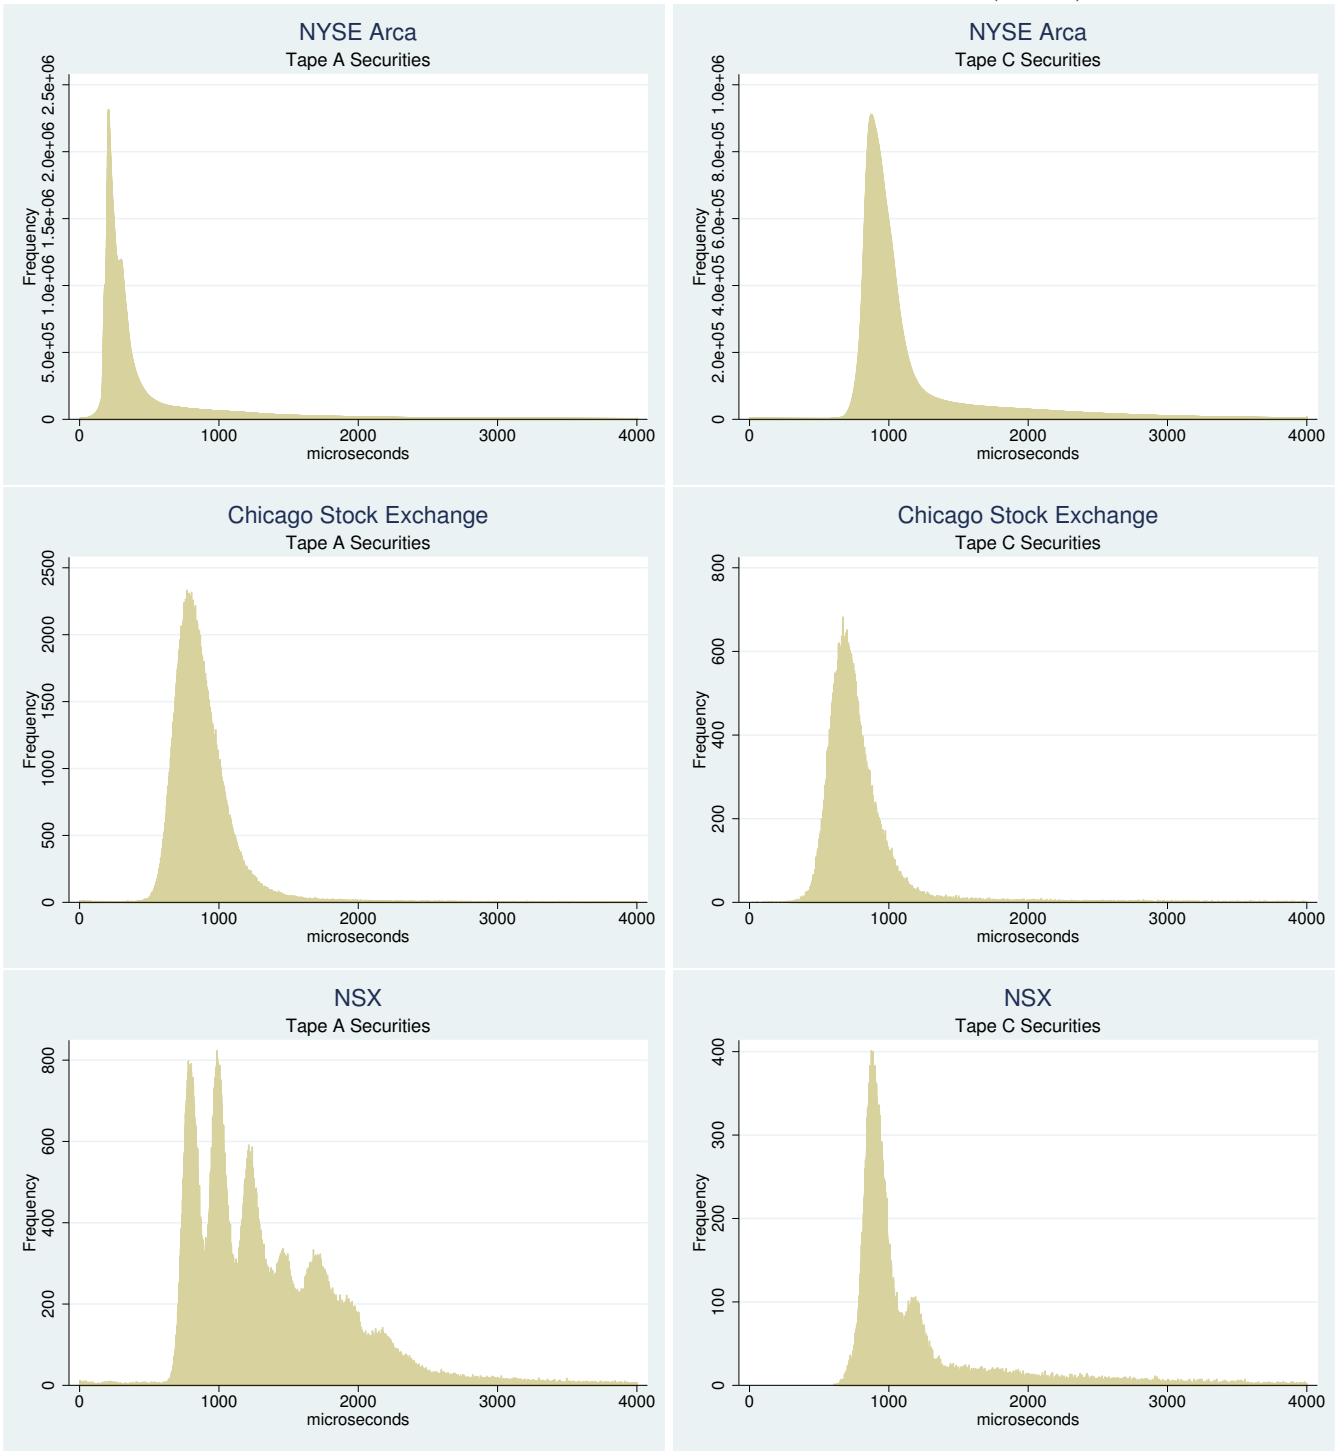 NYSE Arca
Tape A Securities
Frequency
0 5.0e+05 1.0e+06 1.5e+06 2.0e+06 2.5e+06
0 1000 2000 3000 4000
microseconds
NYSE Arca
Tape C Securities
Frequency
0 2.0e+05 4.0e+05 6.0e+05 8.0e+05 1.0e+06
0 1000 2000 3000 4000
microseconds
Chicago Stock Exchange
Tape A Securities
Frequency
0 500 1000 1500 2000 2500
0 1000 2000 3000 4000
microseconds
Chicago Stock Exchange
Tape C Securities
Frequency
0 200 400 600 800
0 1000 2000 3000 4000
microseconds
NSX
Tape A Securities
Frequency
0 200 400 600 800
0 1000 2000 3000 4000
microseconds
NSX
Tape C Securities
Frequency
0 100 200 300 400
0 1000 2000 3000 4000
microseconds